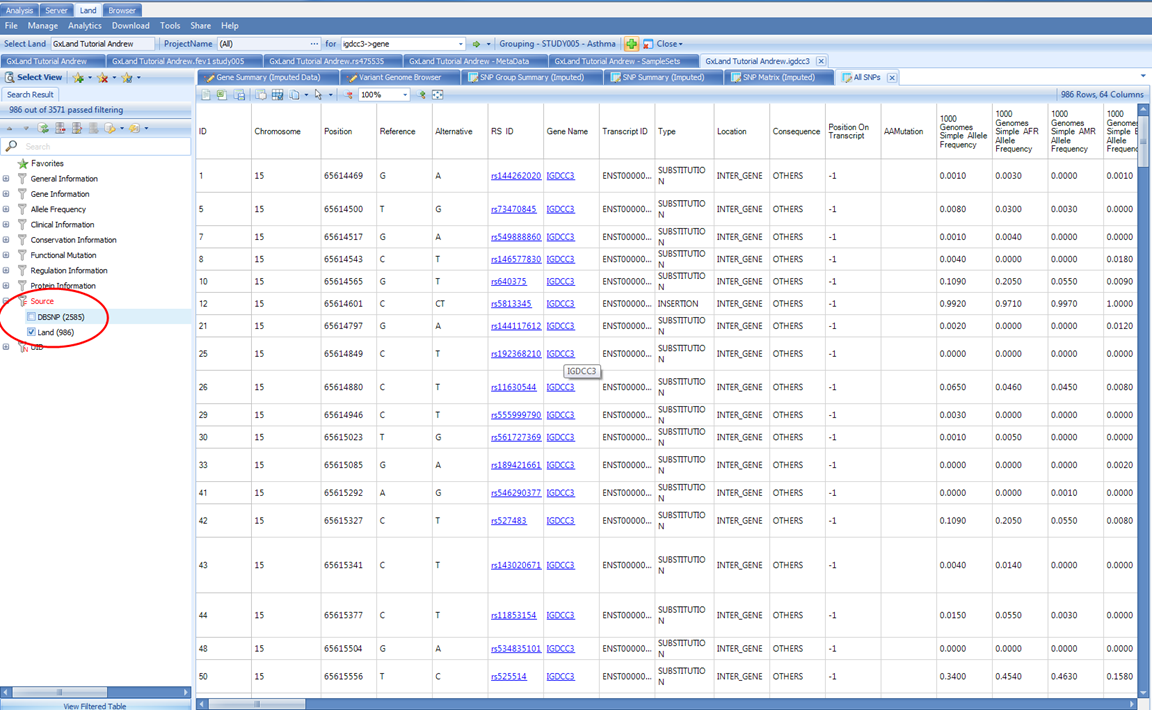 Analysis Server Land Browser
File Manage Analytics Download Tools Share Help
Select Land GxLand Tutorial Andrew ProjectName (All) ... for igdcc3->gene Grouping - STUDY005 - Asthma Close
GxLand Tutorial Andrew GxLand Tutorial Andrew.fev1 study005 GxLand Tutorial Andrew.rs475535 GxLand Tutorial Andrew - MetaData GxLand Tutorial Andrew - SampleSets GxLand Tutorial Andrew.igdcc3
Select View Gene Summary (Imputed Data) Variant Genome Browser SNP Group Summary (Imputed) SNP Summary (Imputed) SNP Matrix (Imputed) All SNPs
Search Result 100% 986 Rows, 64 Columns
986 out of 3571 passed filtering
Search
Favorites
General Information
Gene Information
Allele Frequency
Clinical Information
Conservation Information
Functional Mutation
Regulation Information
Protein Information
Source
DBSNP (2585)
Land (986)
UID
View Filtered Table
ID Chromosome Position Reference Alternative RS ID Gene Name Transcript ID Type Location Consequence Position On Transcript AAMutation 1000 Genomes Simple Allele Frequency 1000 Genomes Simple AFR Allele Frequency 1000 Genomes Simple AMR Allele Frequency 1000 Genomes Simple E Allele Frequenc
1 15 65614469 G A rs144262020 IGDCC3 ENST00000... SUBSTITUTION INTER_GENE OTHERS -1 0.0010 0.0030 0.0000 0.0010
5 15 65614500 T G rs73470845 IGDCC3 ENST00000... SUBSTITUTION INTER_GENE OTHERS -1 0.0080 0.0300 0.0030 0.0000
7 15 65614517 G A rs549888860 IGDCC3 ENST00000... SUBSTITUTION INTER_GENE OTHERS -1 0.0010 0.0040 0.0000 0.0000
8 15 65614543 C T rs146577830 IGDCC3 ENST00000... SUBSTITUTION INTER_GENE OTHERS -1 0.0040 0.0000 0.0000 0.0180
10 15 65614565 G T rs640375 IGDCC3 ENST00000... SUBSTITUTION INTER_GENE OTHERS -1 0.1090 0.2050 0.0550 0.0090
12 15 65614601 C CT rs5813345 IGDCC3 ENST00000... INSERTION INTER_GENE OTHERS -1 0.9920 0.9710 0.9970 1.0000
21 15 65614797 G A rs144117612 IGDCC3 ENST00000... SUBSTITUTION INTER_GENE OTHERS -1 0.0020 0.0000 0.0000 0.0120
25 15 65614849 C T rs192368210 IGDCC3 ENST00000... SUBSTITUTION INTER_GENE OTHERS -1 0.0000 0.0000 0.0000 0.0000
IGDCC3
26 15 65614880 C T rs11630544 IGDCC3 ENST00000... SUBSTITUTION INTER_GENE OTHERS -1 0.0650 0.0460 0.0450 0.0080
29 15 65614946 C T rs555999790 IGDCC3 ENST00000... SUBSTITUTION INTER_GENE OTHERS -1 0.0030 0.0000 0.0000 0.0000
30 15 65615023 T G rs561727369 IGDCC3 ENST00000... SUBSTITUTION INTER_GENE OTHERS -1 0.0010 0.0050 0.0000 0.0000
33 15 65615085 G A rs189421661 IGDCC3 ENST00000... SUBSTITUTION INTER_GENE OTHERS -1 0.0000 0.0000 0.0000 0.0020
41 15 65615292 A G rs546290377 IGDCC3 ENST00000... SUBSTITUTION INTER_GENE OTHERS -1 0.0000 0.0000 0.0010 0.0000
42 15 65615327 C T rs527483 IGDCC3 ENST00000... SUBSTITUTION INTER_GENE OTHERS -1 0.1090 0.2050 0.0550 0.0080
43 15 65615341 C T rs143020671 IGDCC3 ENST00000... SUBSTITUTION INTER_GENE OTHERS -1 0.0040 0.0140 0.0000 0.0000
44 15 65615377 C T rs11853154 IGDCC3 ENST00000... SUBSTITUTION INTER_GENE OTHERS -1 0.0150 0.0550 0.0030 0.0000
48 15 65615504 G A rs534835101 IGDCC3 ENST00000... SUBSTITUTION INTER_GENE OTHERS -1 0.0000 0.0000 0.0000 0.0000
50 15 65615556 T C rs525514 IGDCC3 ENST00000... SUBSTITUTION INTER_GENE OTHERS -1 0.3400 0.4540 0.4630 0.1580